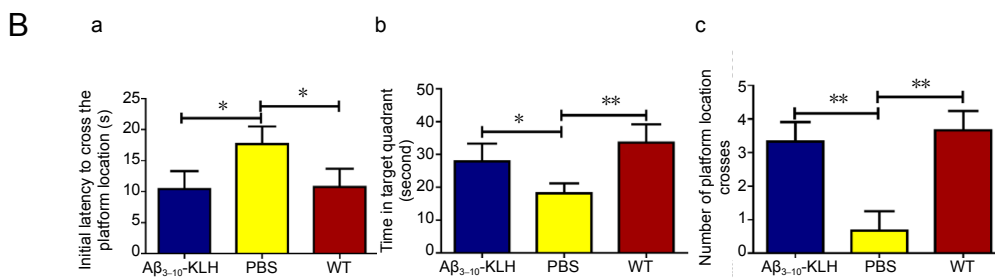 B
a
b
c
Initial latency to cross the
platform location (s)
25
20
15
10
5
0
*
*
Aβ₃₋₁₀-KLH PBS WT
Time in target quadrant
(second)
50
40
30
20
10
0
*
**
Aβ₃₋₁₀-KLH PBS WT
Number of platform location
crosses
5
4
3
2
1
0
**
**
Aβ₃₋₁₀-KLH PBS WT